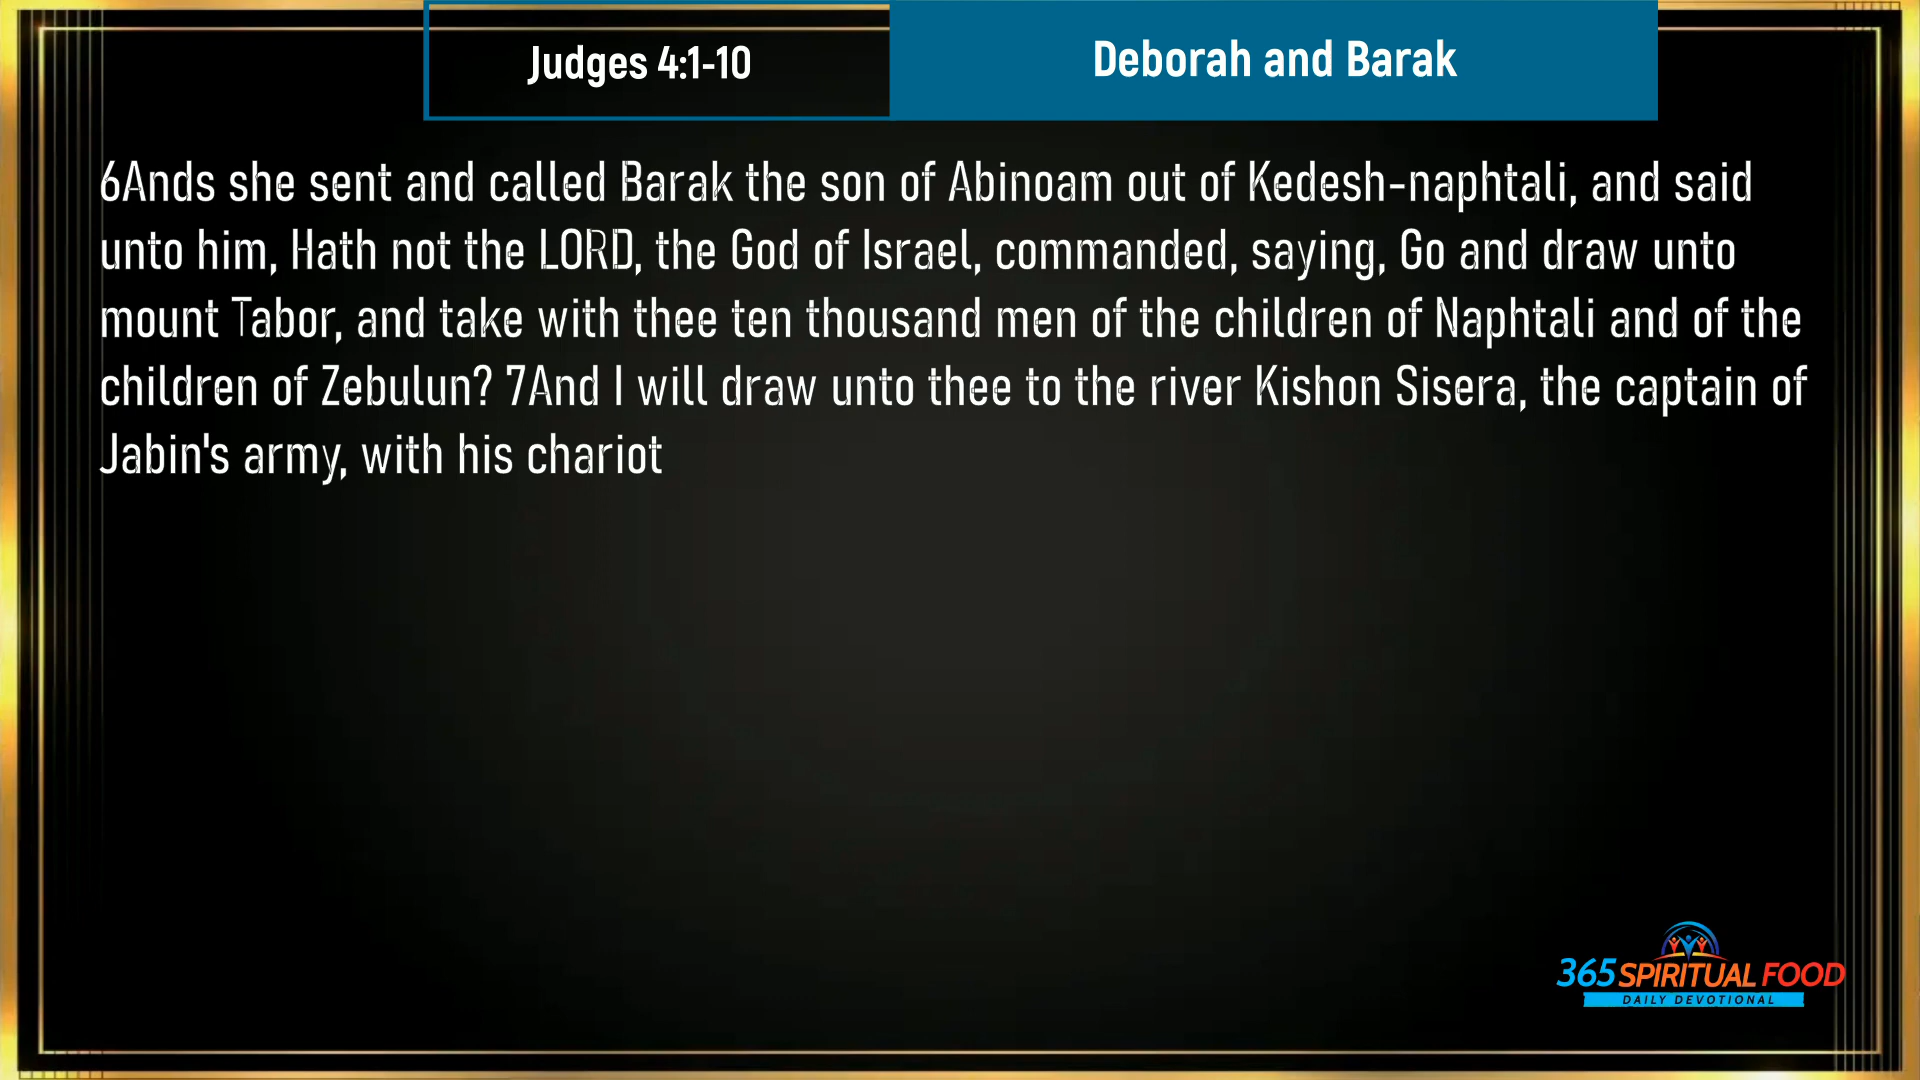 Judges 4:1-10
Deborah and Barak
6Ands she sent and called Barak the son of Abinoam out of Kedesh-naphtali, and said
unto him, Hath not the LORD, the God of Israel, commanded, saying, Go and draw unto
mount Tabor, and take with thee ten thousand men of the children of Naphtali and of the
children of Zebulun? 7And I will draw unto thee to the river Kishon Sisera, the captain of
Jabin's army, with his chariot
365 SPIRITUAL FOOD
DAILY DEVOTIONAL